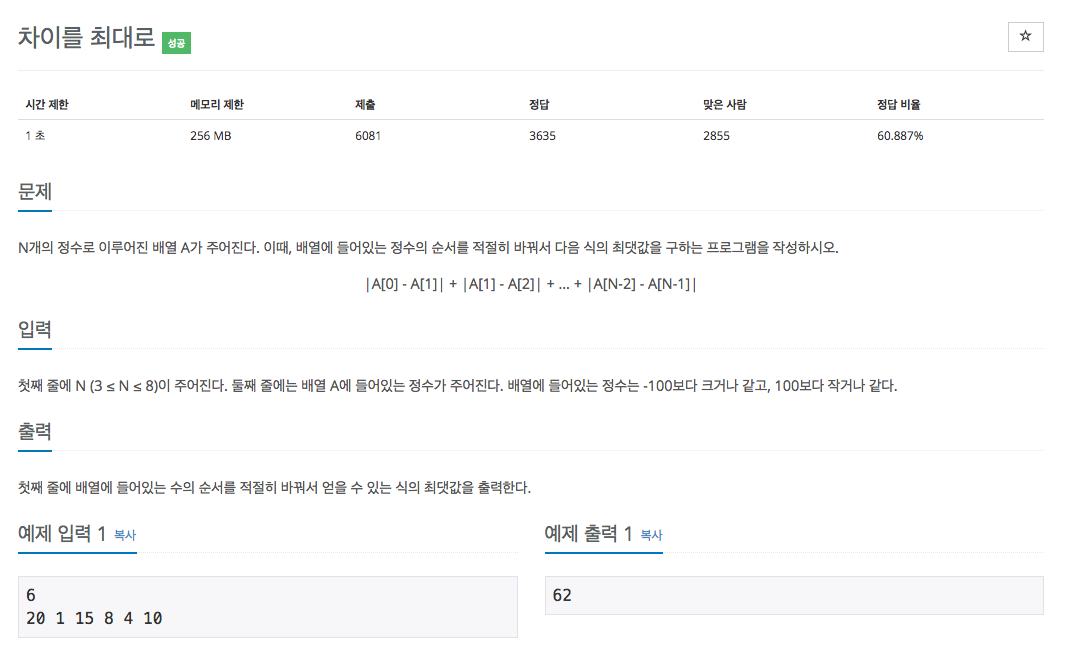 차이를 최대로 성공
☆
시간 제한 메모리 제한 제출 정답 맞은 사람 정답 비율
1 초 256 MB 6081 3635 2855 60.887%
문제
N개의 정수로 이루어진 배열 A가 주어진다. 이때, 배열에 들어있는 정수의 순서를 적절히 바꿔서 다음 식의 최댓값을 구하는 프로그램을 작성하시오.
|A[0] - A[1]| + |A[1] - A[2]| + ... + |A[N-2] - A[N-1]|
입력
첫째 줄에 N (3 ≤ N ≤ 8)이 주어진다. 둘째 줄에는 배열 A에 들어있는 정수가 주어진다. 배열에 들어있는 정수는 -100보다 크거나 같고, 100보다 작거나 같다.
출력
첫째 줄에 배열에 들어있는 수의 순서를 적절히 바꿔서 얻을 수 있는 식의 최댓값을 출력한다.
예제 입력 1 복사
6
20 1 15 8 4 10
예제 출력 1 복사
62